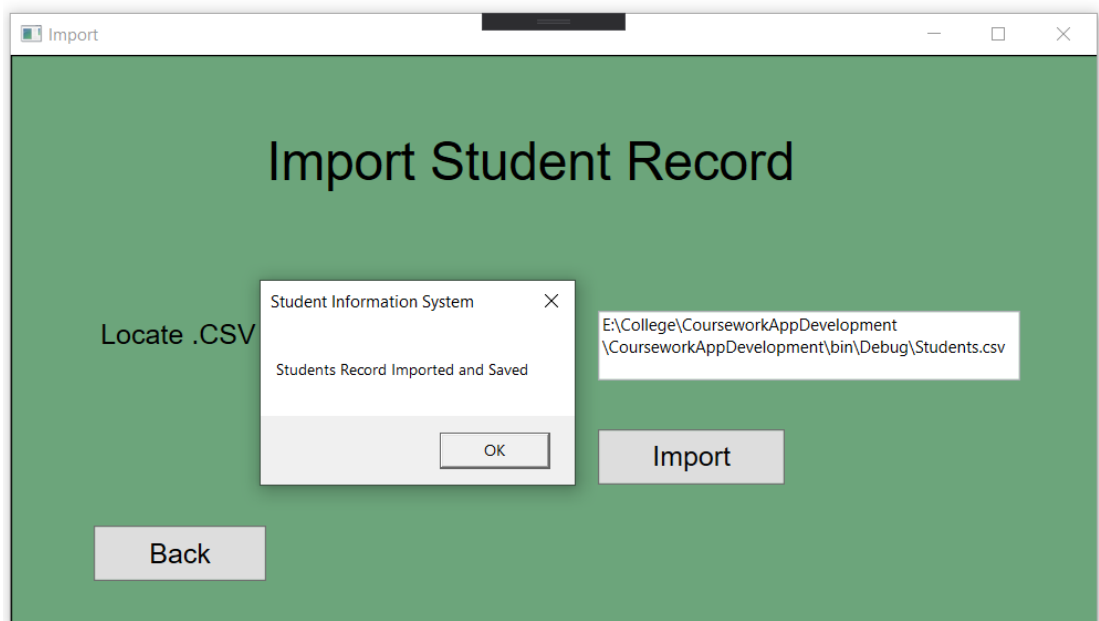 Import
Import Student Record
Locate .CSV
Student Information System
Students Record Imported and Saved
OK
E:\College\CourseworkAppDevelopment
\CourseworkAppDevelopment\bin\Debug\Students.csv
Import
Back